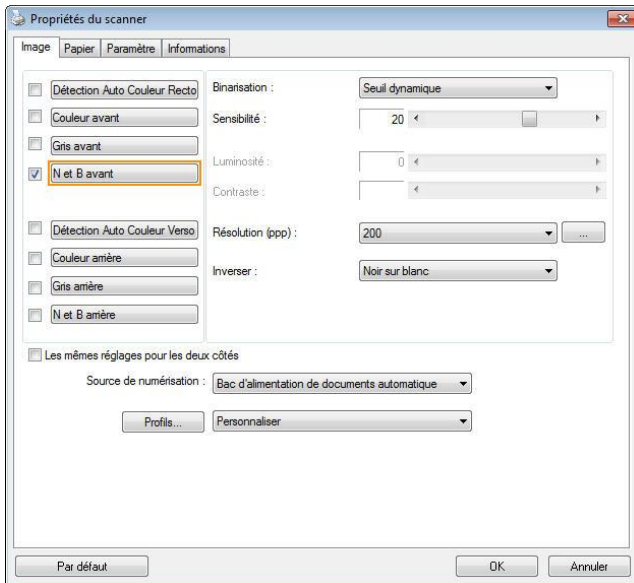 Propriétés du scanner
Image Papier Paramètre Informations
Détection Auto Couleur Recto
Couleur avant
Gris avant
N et B avant
Détection Auto Couleur Verso
Couleur arrière
Gris arrière
N et B arrière
Binarisation : Seuil dynamique
Sensibilité : 20
Luminosité : 0
Contraste :
Résolution (ppp) : 200 ...
Inverser : Noir sur blanc
Les mêmes réglages pour les deux côtés
Source de numérisation : Bac d'alimentation de documents automatique
Profils... Personnaliser
Par défaut OK Annuler